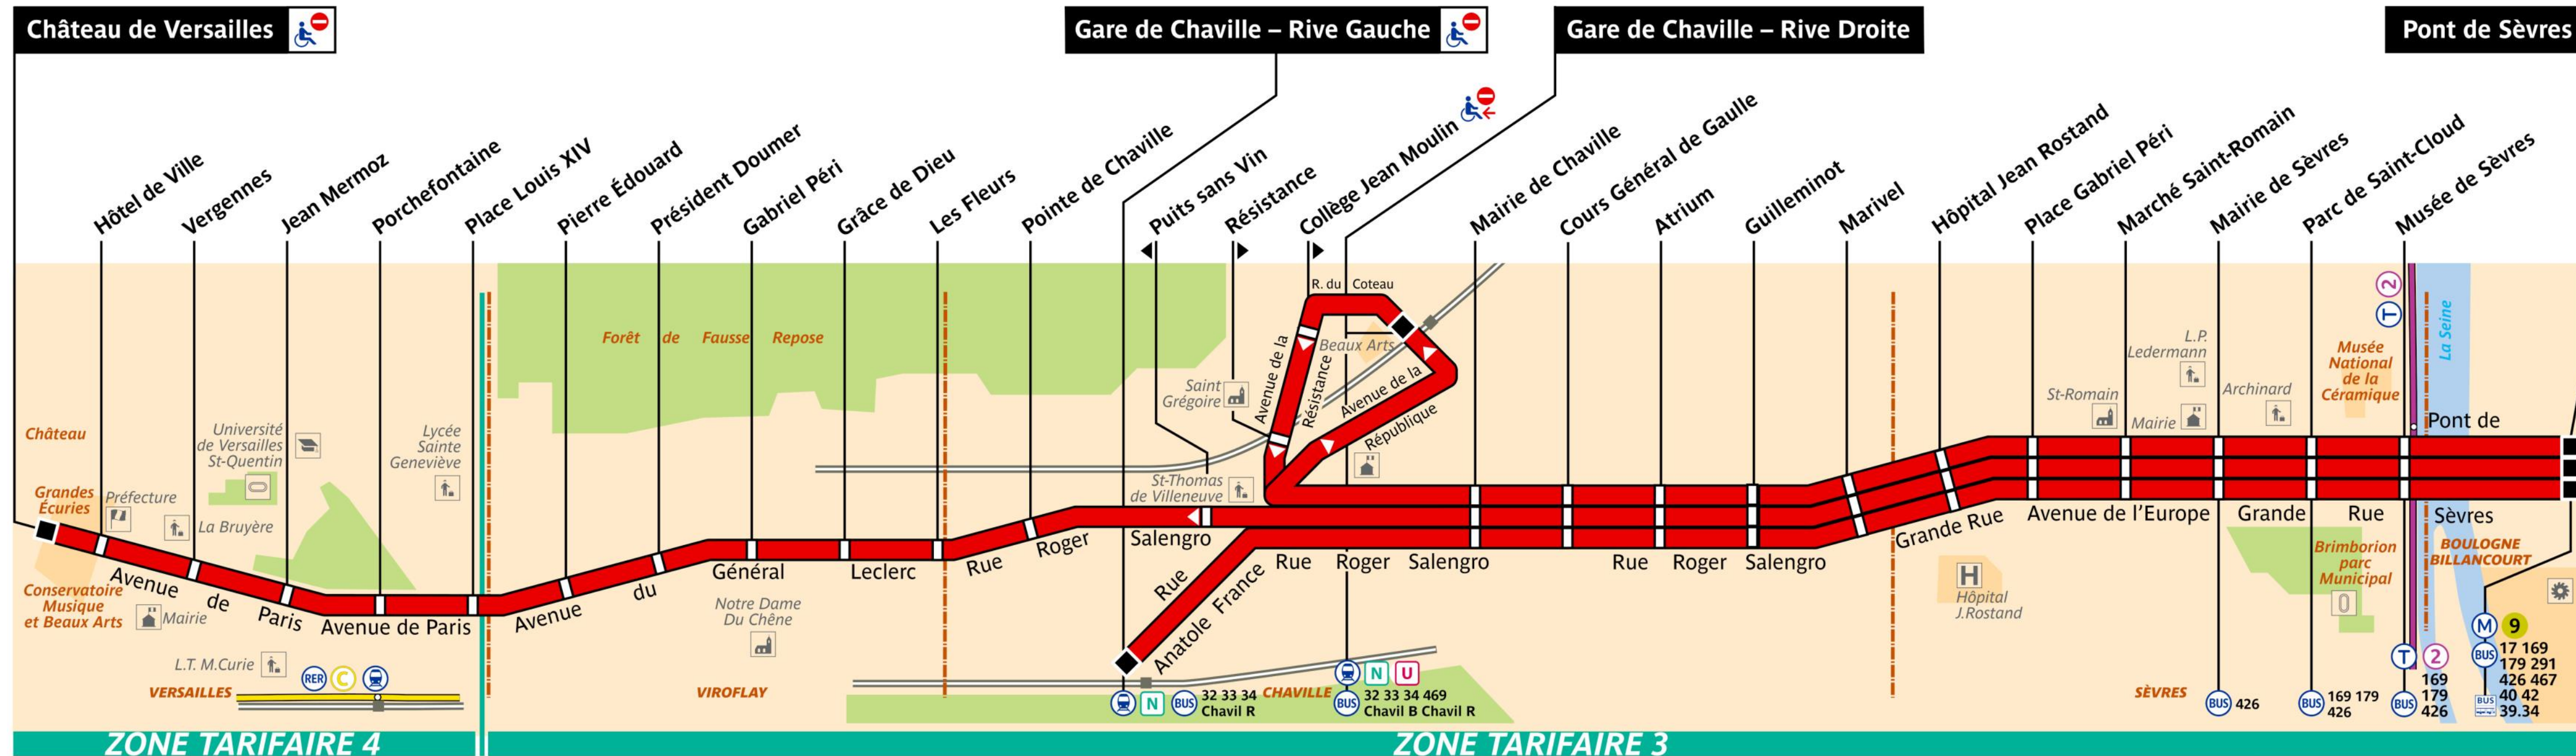 Château de Versailles
Gare de Chaville – Rive Gauche
Gare de Chaville – Rive Droite
Pont de Sèvres
Hôtel de Ville
Vergennes
Jean Mermoz
Porchefontaine
Place Louis XIV
Pierre Édouard
Président Doumer
Gabriel Péri
Grâce de Dieu
Les Fleurs
Pointe de Chaville
Puits sans Vin
Résistance
Collège Jean Moulin
Mairie de Chaville
Cours Général de Gaulle
Atrium
Guilleminot
Marivel
Hôpital Jean Rostand
Place Gabriel Péri
Marché Saint-Romain
Mairie de Sèvres
Parc de Saint-Cloud
Musée de Sèvres
Château
Grandes
Écuries
Préfecture
La Bruyère
Université
de Versailles
St-Quentin
Lycée
Sainte
Geneviève
Conservatoire
Musique
et Beaux Arts
Mairie
Avenue de Paris
Avenue de Paris
L.T. M.Curie
RER C
VERSAILLES
Forêt de Fausse Repose
Avenue du Général Leclerc
Notre Dame
Du Chêne
VIROFLAY
Rue Roger Salengro
Saint
Grégoire
St-Thomas
de Villeneuve
Avenue de la
Résistance
R. du Coteau
Beaux Arts
Avenue de la
République
Rue
Anatole France
Rue Roger Salengro
Rue Roger Salengro
N
BUS
32 33 34
Chavil R
CHAVILLE
N U
BUS
32 33 34 469
Chavil B Chavil R
Grande Rue
H
Hôpital
J.Rostand
St-Romain
L.P.
Ledermann
Mairie
Archinard
Avenue de l'Europe
Grande Rue
Musée
National
de la
Céramique
2
T
La Seine
Pont de
Sèvres
Brimborion
parc
Municipal
BOULOGNE
BILLANCOURT
SÈVRES
BUS 426
BUS
169 179
426
T 2
BUS
169
179
426
M 9
BUS
17 169
179 291
426 467
BUS
40 42
39.34
ZONE TARIFAIRE 4
ZONE TARIFAIRE 3